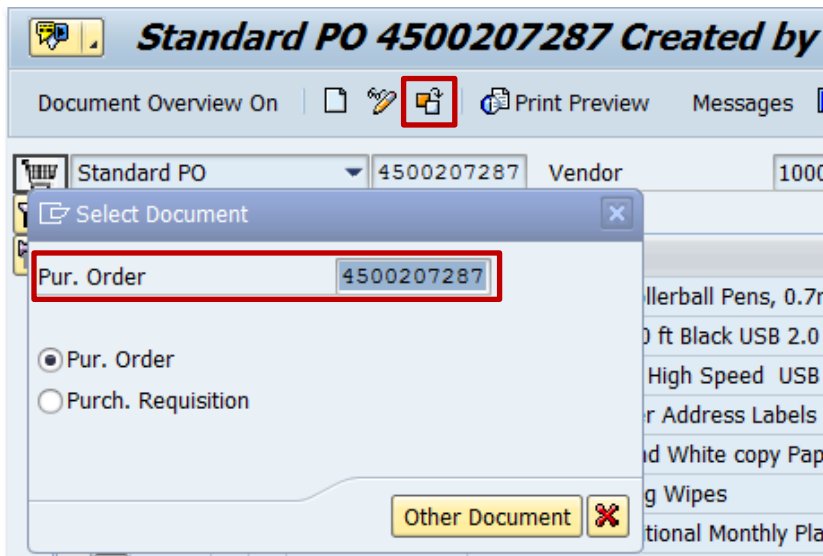 Standard PO 4500207287 Created by
Document Overview On Print Preview Messages
Standard PO 4500207287 Vendor 1000
Select Document
Pur. Order 4500207287
llerball Pens, 0.7
ft Black USB 2.0
Pur. Order
High Speed USB
Purch. Requisition
r Address Labels
d White copy Pap
g Wipes
Other Document
tional Monthly Pla